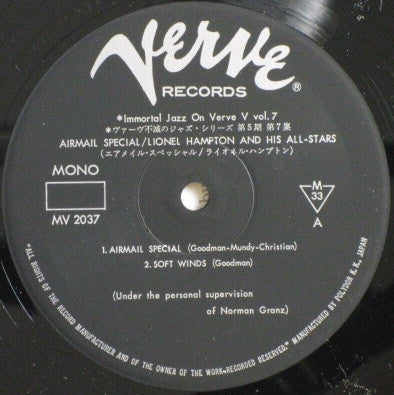 Verve
RECORDS
®
*Immortal Jazz On Verve V vol.7
*ヴァーヴ不滅のジャズ・シリーズ 第5期 第7集
AIRMAIL SPECIAL/LIONEL HAMPTON AND HIS ALL-STARS
(エアメイル・スペッシャル/ライオネル・ハンプトン)
MONO
MV 2037
M
33
A
1. AIRMAIL SPECIAL (Goodman-Mundy-Christian)
2. SOFT WINDS (Goodman)
(Under the personal supervision
of Norman Granz)
"ALL RIGHTS OF THE RECORD MANUFACTURER AND OF THE OWNER OF THE WORK·RECORDED RESERVED." MANUFACTURED BY POLYDOR K. K., JAPAN